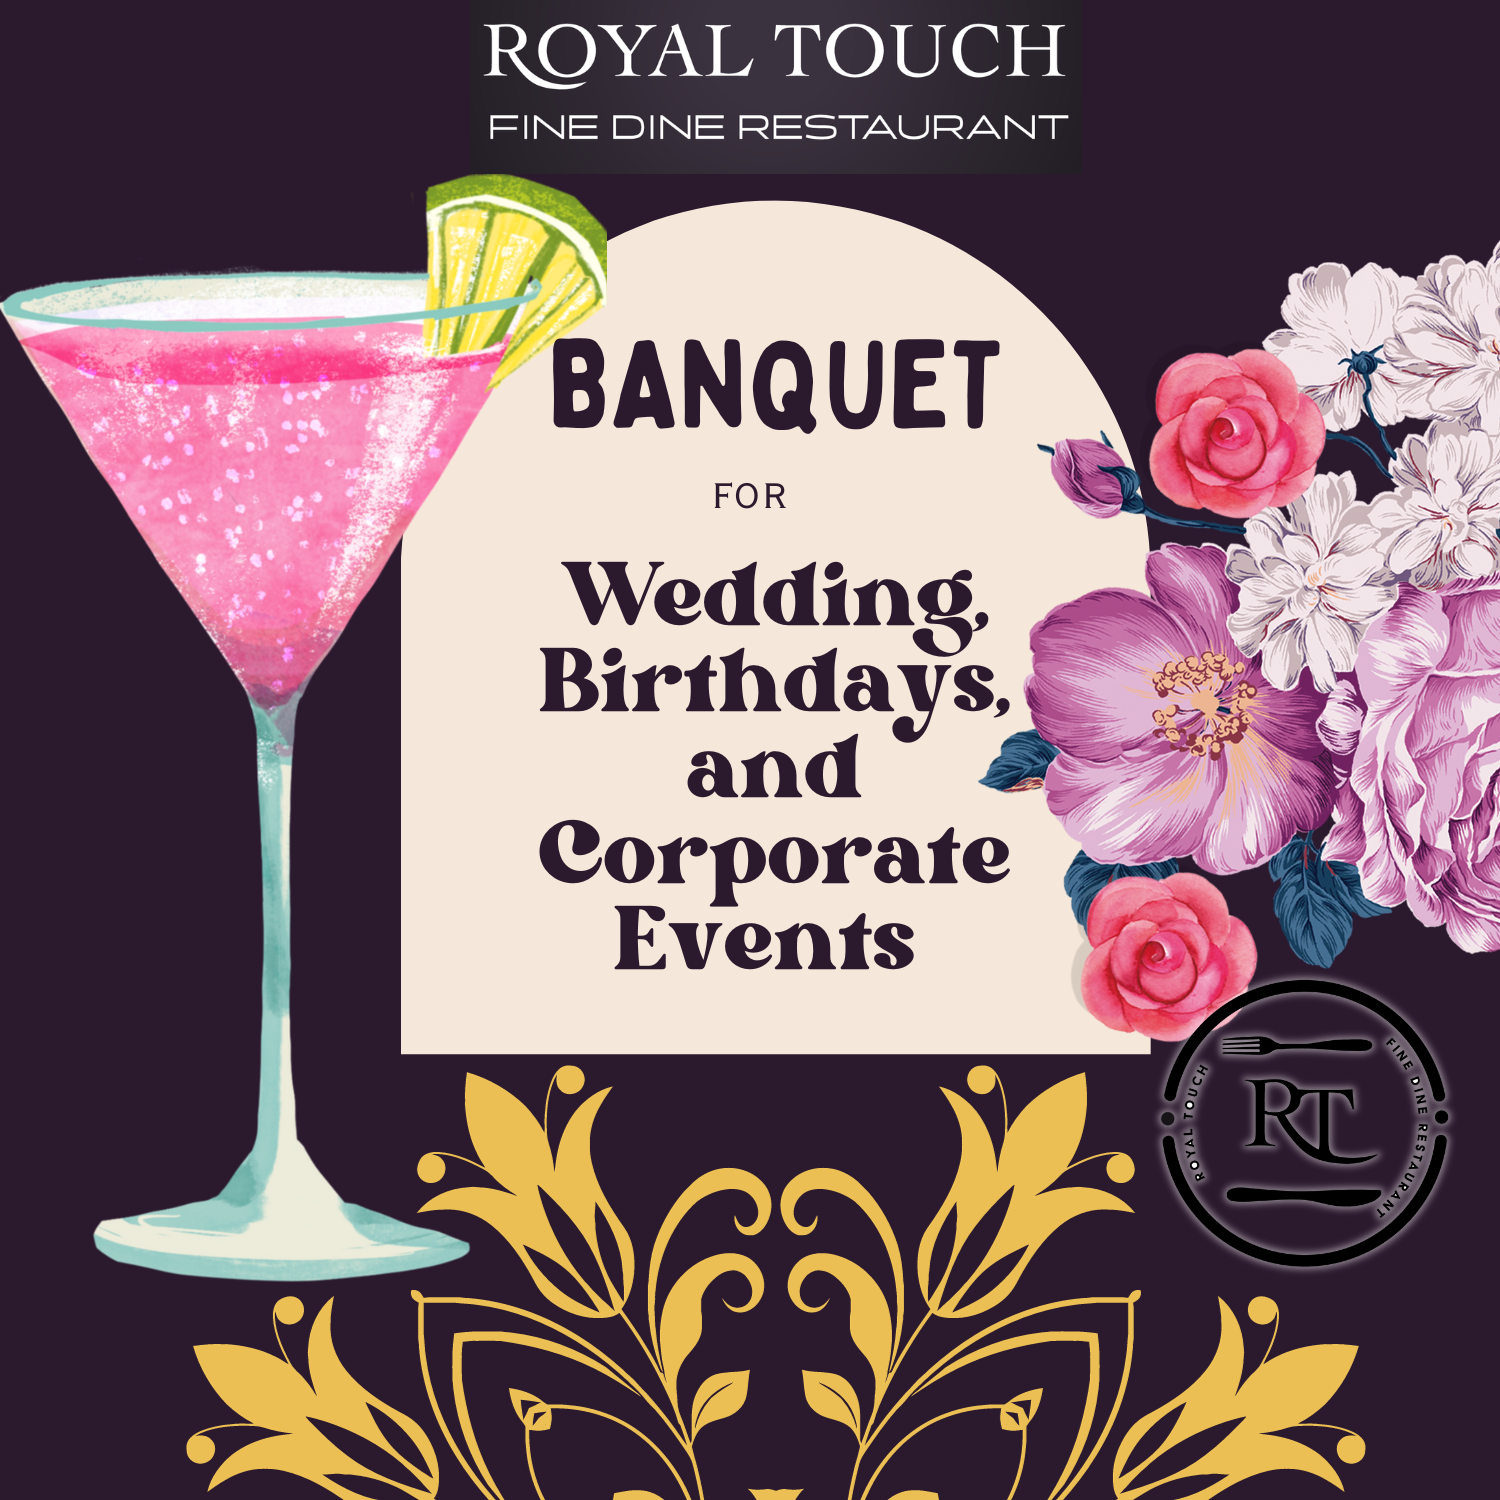 ROYAL TOUCH
FINE DINE RESTAURANT
BANQUET
FOR
Wedding,
Birthdays,
and
Corporate
Events
ROYAL TOUCH
RT
FINE DINE RESTAURANT